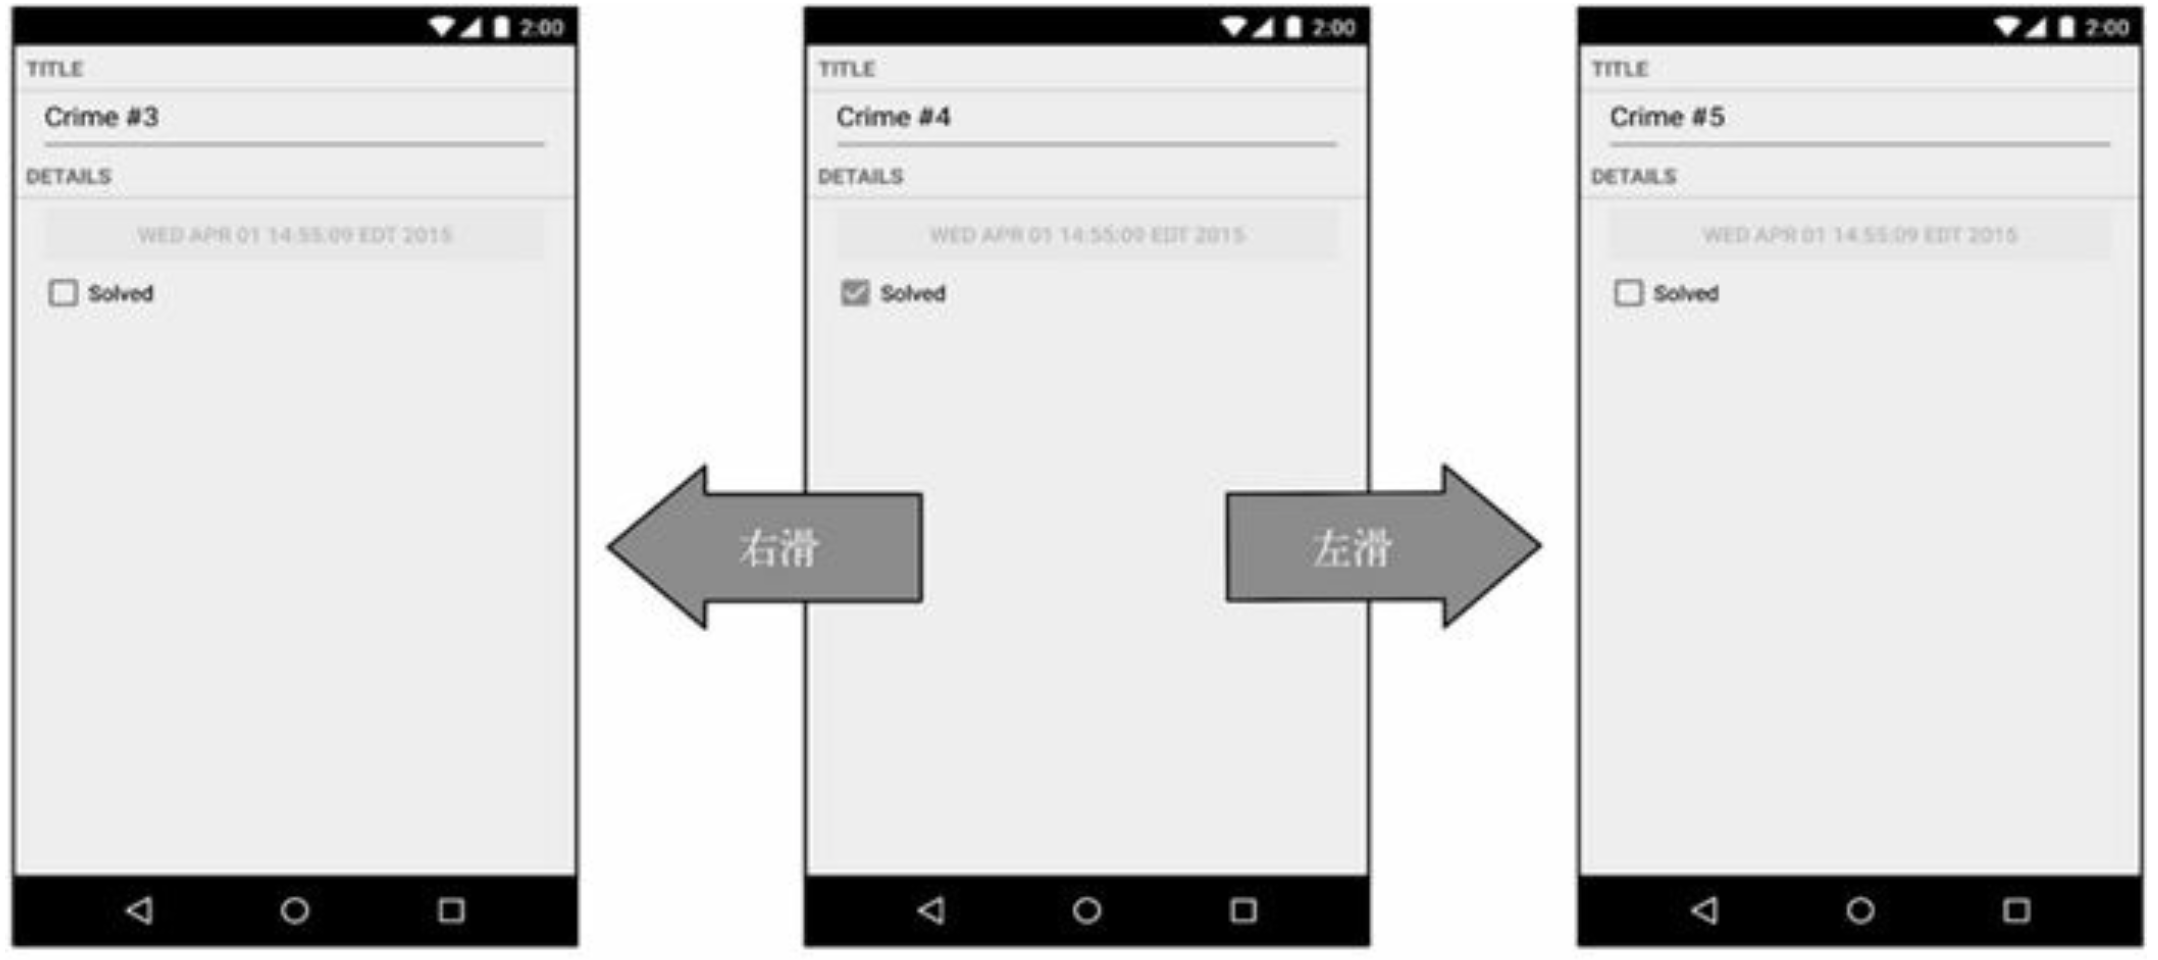 2:00
TITLE
Crime #3
DETAILS
WED APR 01 14:55:09 EDT 2015
Solved
右滑
2:00
TITLE
Crime #4
DETAILS
WED APR 01 14:55:09 EDT 2015
Solved
左滑
2:00
TITLE
Crime #5
DETAILS
WED APR 01 14:55:09 EDT 2015
Solved